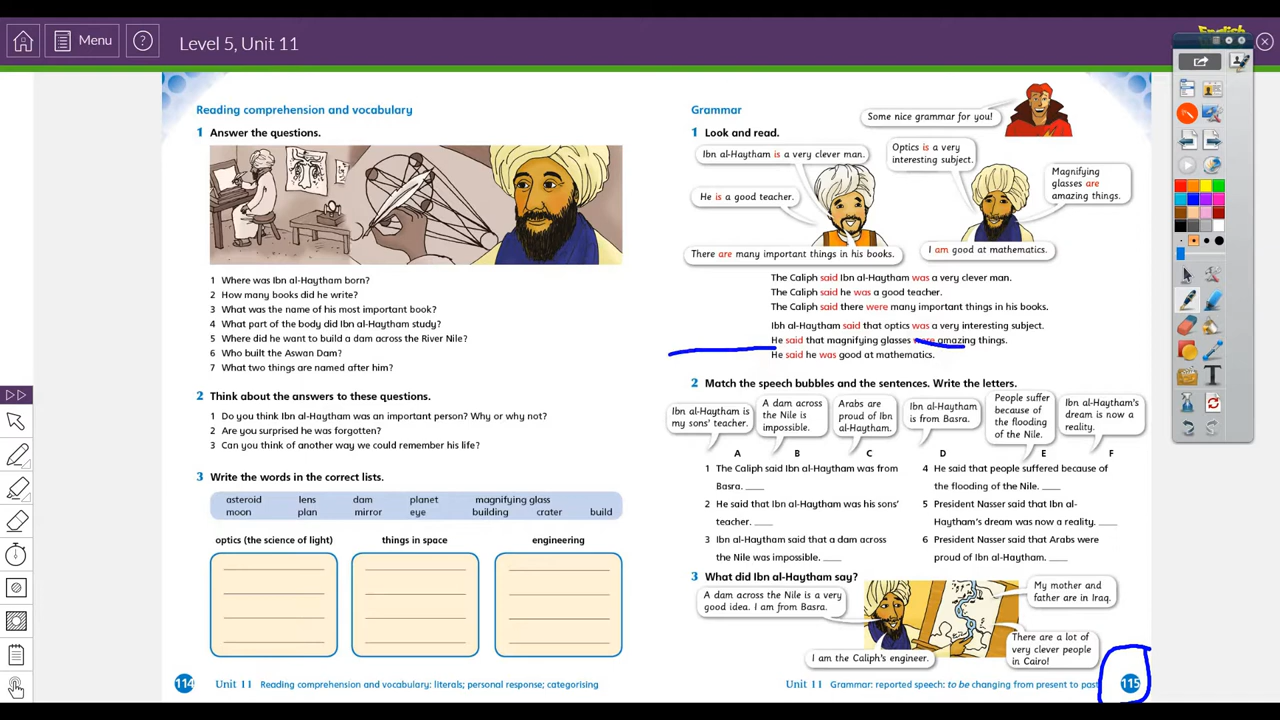 English
Menu
?
Level 5, Unit 11
Reading comprehension and vocabulary
1 Answer the questions.
1 Where was Ibn al-Haytham born?
2 How many books did he write?
3 What was the name of his most important book?
4 What part of the body did Ibn al-Haytham study?
5 Where did he want to build a dam across the River Nile?
6 Who built the Aswan Dam?
7 What two things are named after him?
2 Think about the answers to these questions.
1 Do you think Ibn al-Haytham was an important person? Why or why not?
2 Are you surprised he was forgotten?
3 Can you think of another way we could remember his life?
3 Write the words in the correct lists.
asteroid lens dam planet magnifying glass
moon plan mirror eye building crater build
optics (the science of light) things in space engineering
114 Unit 11 Reading comprehension and vocabulary: literals; personal response; categorising
Grammar
Some nice grammar for you!
1 Look and read.
Ibn al-Haytham is a very clever man.
He is a good teacher.
There are many important things in his books.
Optics is a very
interesting subject.
Magnifying
glasses are
amazing things.
I am good at mathematics.
The Caliph said Ibn al-Haytham was a very clever man.
The Caliph said he was a good teacher.
The Caliph said there were many important things in his books.
Ibh al-Haytham said that optics was a very interesting subject.
He said that magnifying glasses were amazing things.
He said he was good at mathematics.
2 Match the speech bubbles and the sentences. Write the letters.
Ibn al-Haytham is
my sons' teacher.
A dam across
the Nile is
impossible.
Arabs are
proud of Ibn
al-Haytham.
Ibn al-Haytham
is from Basra.
People suffer
because of
the flooding
of the Nile.
Ibn al-Haytham's
dream is now a
reality.
A B C D E F
1 The Caliph said Ibn al-Haytham was from
Basra. ____
2 He said that Ibn al-Haytham was his sons'
teacher. ____
3 Ibn al-Haytham said that a dam across
the Nile was impossible. ____
4 He said that people suffered because of
the flooding of the Nile. ____
5 President Nasser said that Ibn al-
Haytham's dream was now a reality. ____
6 President Nasser said that Arabs were
proud of Ibn al-Haytham. ____
3 What did Ibn al-Haytham say?
A dam across the Nile is a very
good idea. I am from Basra.
I am the Caliph's engineer.
My mother and
father are in Iraq.
There are a lot of
very clever people
in Cairo!
Unit 11 Grammar: reported speech: to be changing from present to past 115